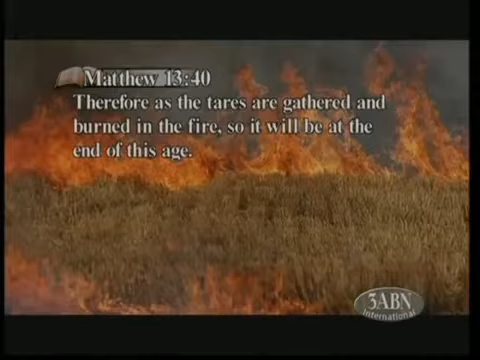 Matthew 13:40
Therefore as the tares are gathered and
burned in the fire, so it will be at the
end of this age.
3ABN
International